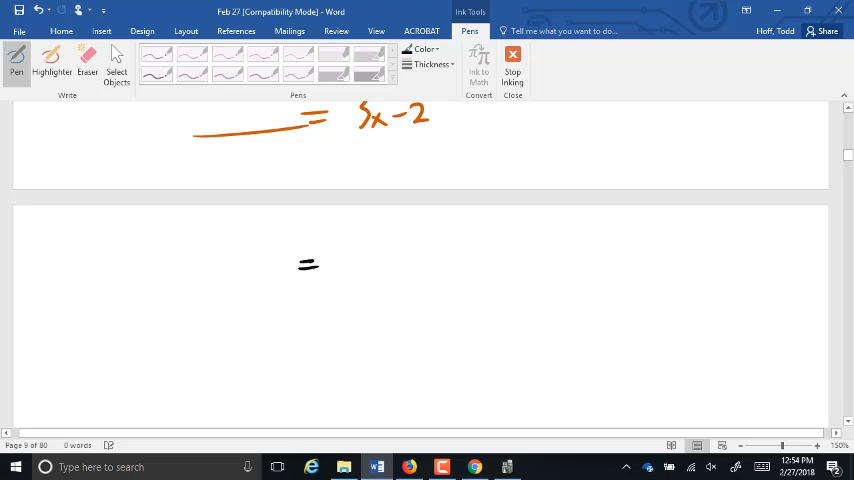 Feb 27 [Compatibility Mode] - Word
Ink Tools
File Home Insert Design Layout References Mailings Review View ACROBAT Pens Tell me what you want to do... Hoff, Todd Share
Pen Highlighter Eraser Select Objects Color Thickness Ink to Math Stop Inking
Write Pens Convert Close
= 5x-2
=
Page 9 of 80 0 words 150%
Type here to search
12:54 PM
2/27/2018
2